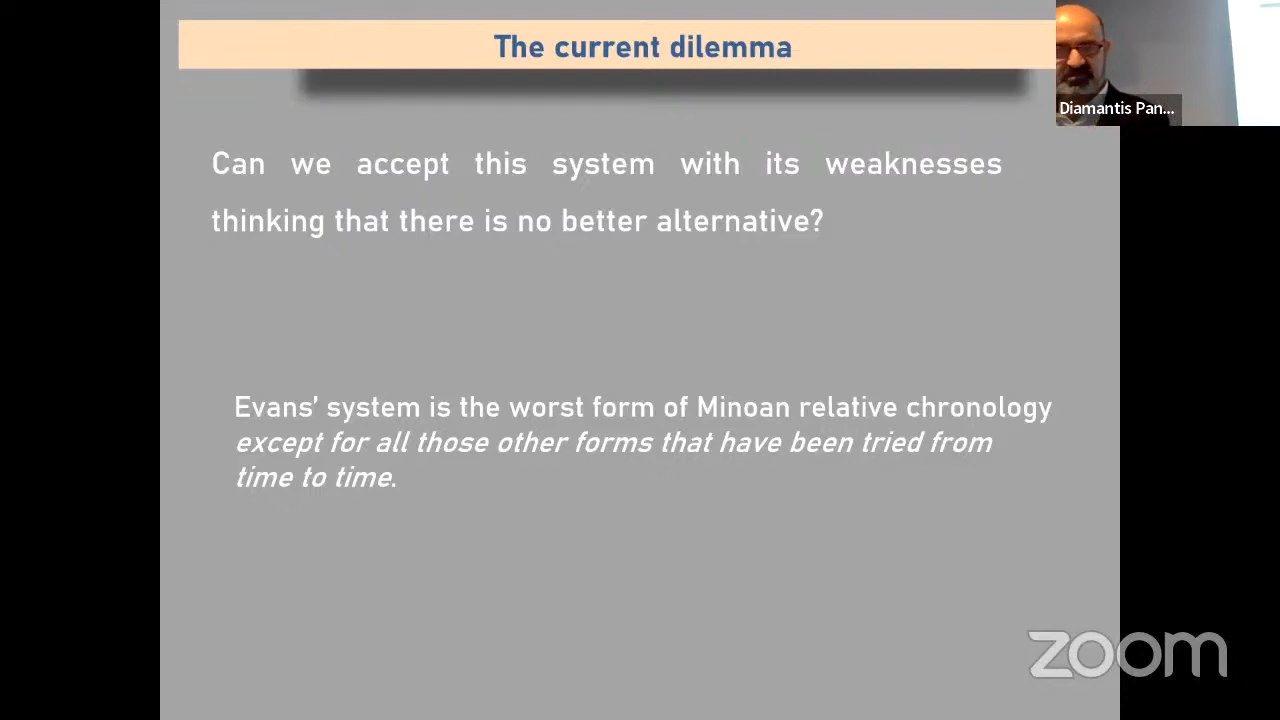 The current dilemma
Diamantis Pan...
Can we accept this system with its weaknesses
thinking that there is no better alternative?
Evans’ system is the worst form of Minoan relative chronology
except for all those other forms that have been tried from
time to time.
zoom